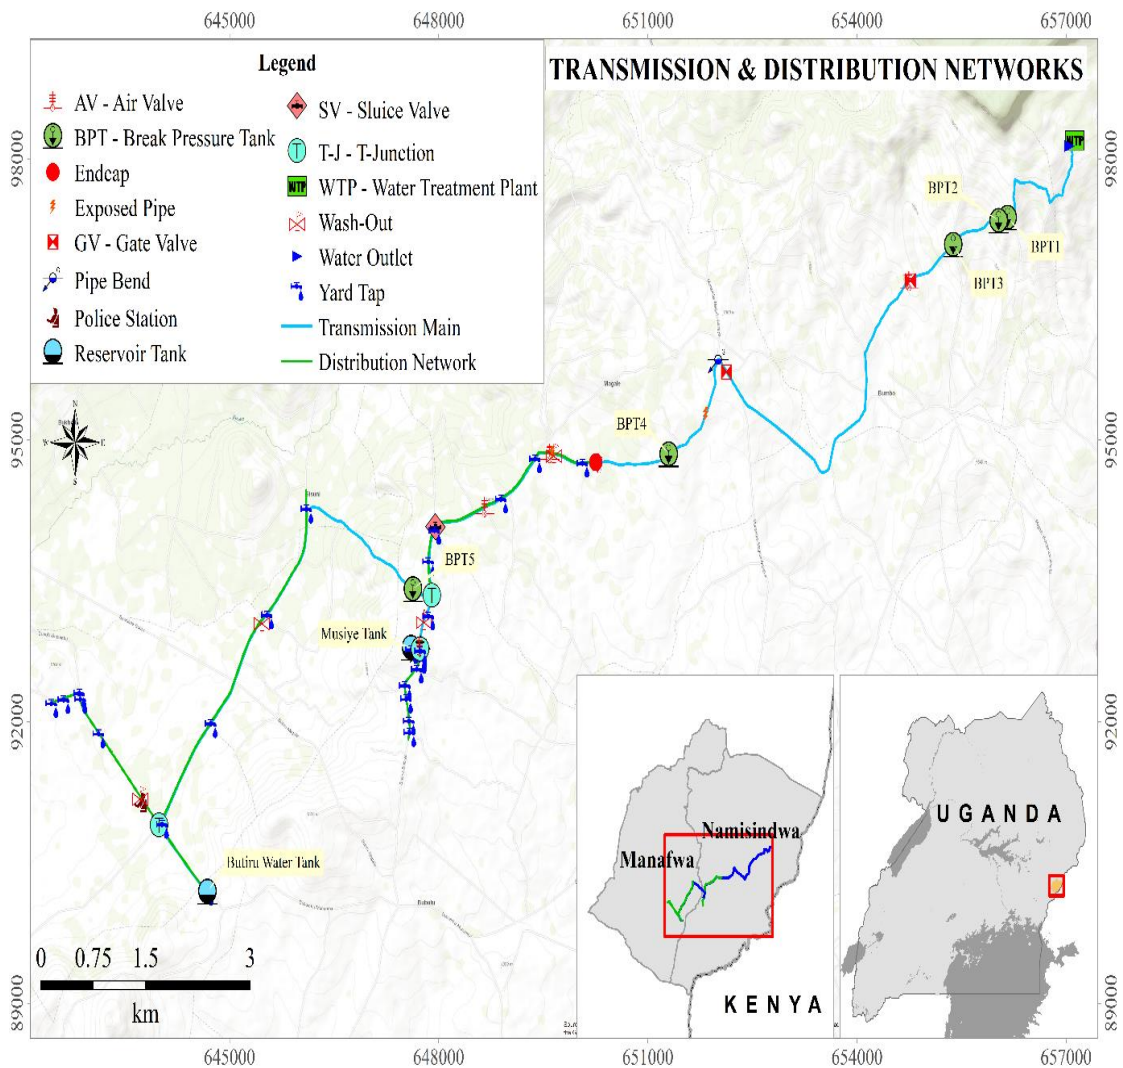 645000 648000 651000 654000 657000
TRANSMISSION & DISTRIBUTION NETWORKS
Legend
AV - Air Valve
BPT - Break Pressure Tank
Endcap
Exposed Pipe
GV - Gate Valve
Pipe Bend
Police Station
Reservoir Tank
SV - Sluice Valve
T-J - T-Junction
WTP - Water Treatment Plant
Wash-Out
Water Outlet
Yard Tap
Transmission Main
Distribution Network
98000
95000
92000
89000
98000
95000
92000
89000
WTP
BPT2
BPT1
BPT3
BPT4
BPT5
Magale
Bumbo
N
W E
S
T
T
Musiye Tank
Butiru Water Tank
0 0.75 1.5 3
km
Namisindwa
Manafwa
KENYA
UGANDA
645000 648000 651000 654000 657000